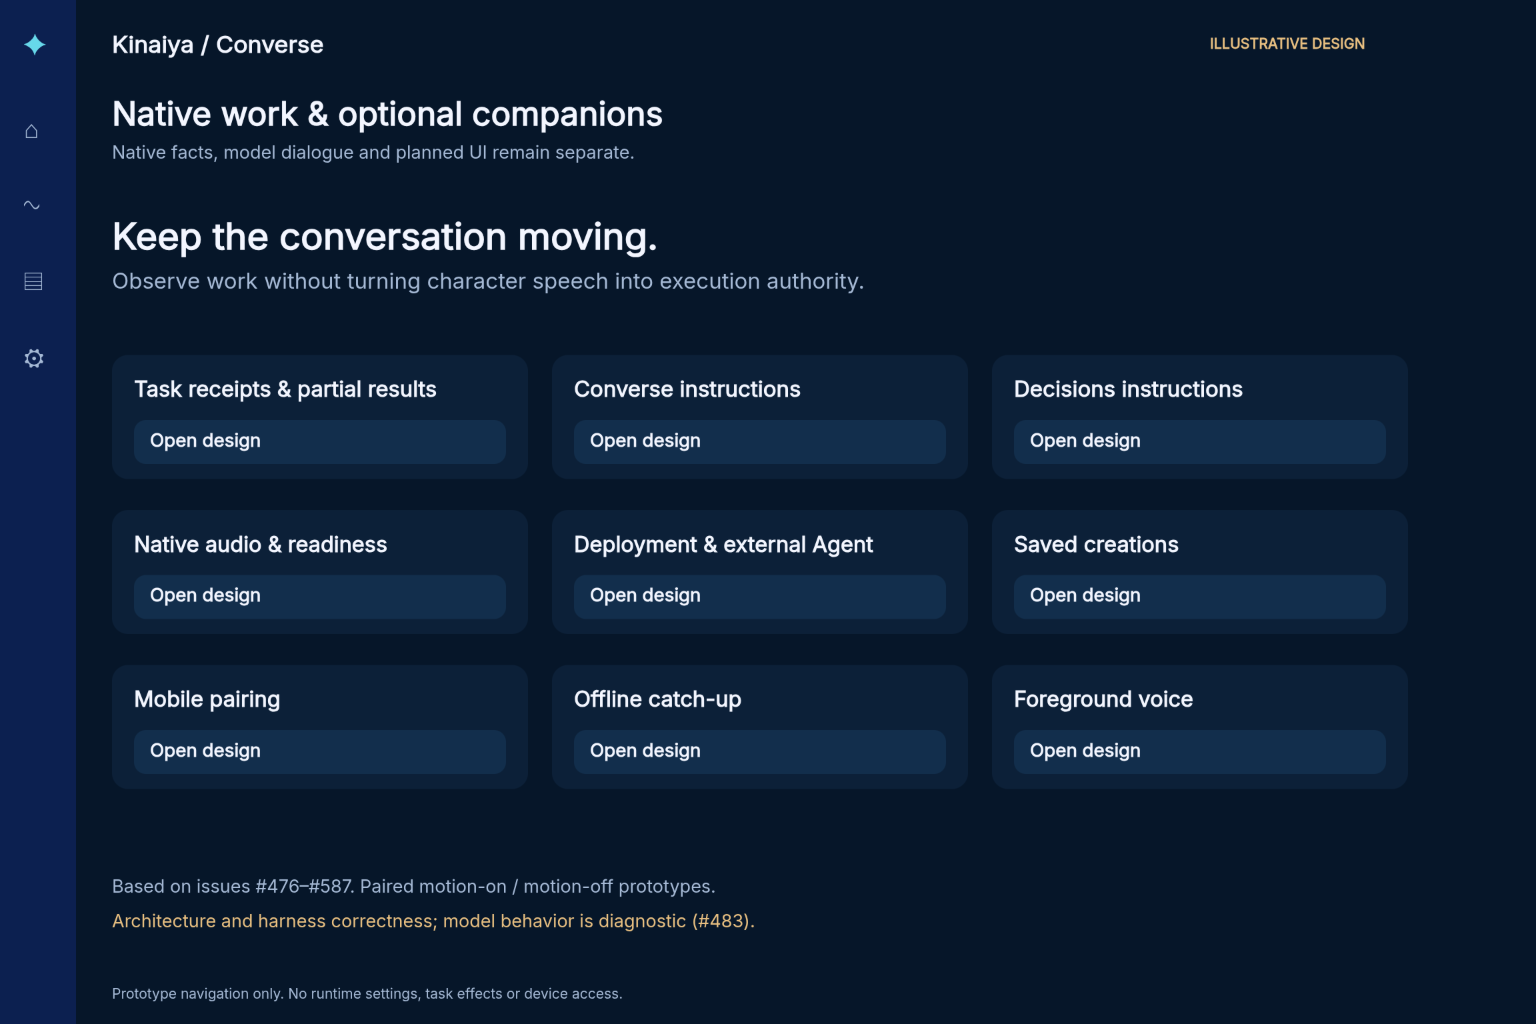 Kinaiya / Converse
ILLUSTRATIVE DESIGN
Native work & optional companions
Native facts, model dialogue and planned UI remain separate.
Keep the conversation moving.
Observe work without turning character speech into execution authority.
Task receipts & partial results
Open design
Converse instructions
Open design
Decisions instructions
Open design
Native audio & readiness
Open design
Deployment & external Agent
Open design
Saved creations
Open design
Mobile pairing
Open design
Offline catch-up
Open design
Foreground voice
Open design
Based on issues #476–#587. Paired motion-on / motion-off prototypes.
Architecture and harness correctness; model behavior is diagnostic (#483).
Prototype navigation only. No runtime settings, task effects or device access.